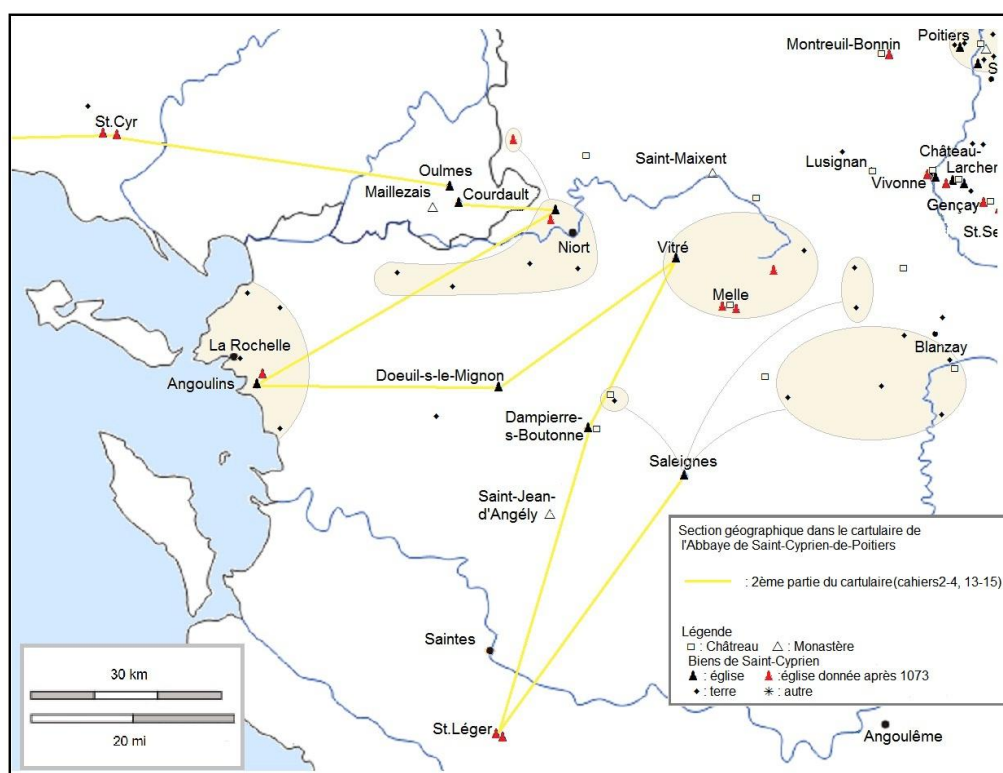 Montreuil-Bonnin
Poitiers
S
St.Cyr
Saint-Maixent
Lusignan
Château-
Larcher
Oulmes
Courdault
Maillezais
Vivonne
Gençay
St.Se
Niort
Vitré
Melle
La Rochelle
Angoulins
Doeuil-s-le-Mignon
Blanzay
Dampierre-
s-Boutonne
Saleignes
Saint-Jean-
d'Angély
Saintes
St.Léger
Angoulême
Section géographique dans le cartulaire de
l'Abbaye de Saint-Cyprien-de-Poitiers
: 2ème partie du cartulaire(cahiers2-4, 13-15)
Légende
: Château : Monastère
Biens de Saint-Cyprien
: église :église donnée après 1073
: terre : autre
30 km
20 mi